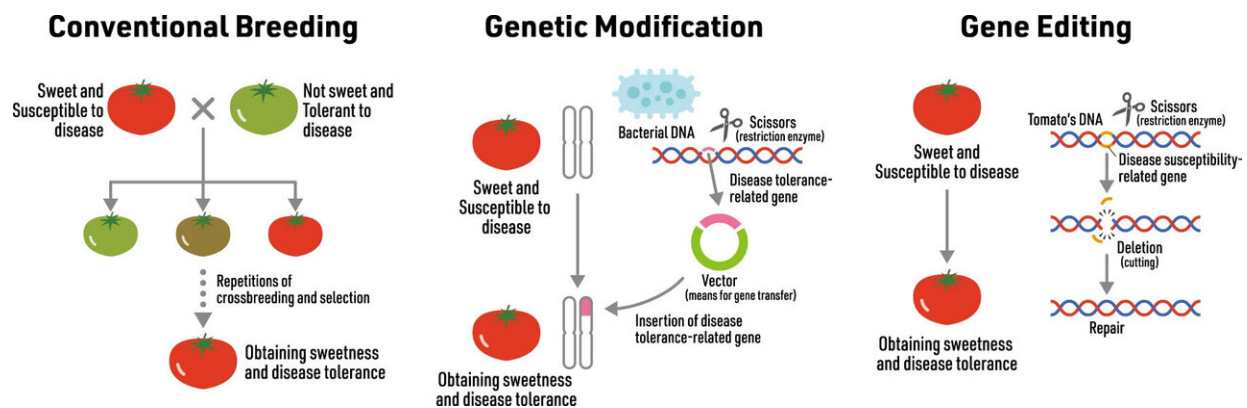 Conventional Breeding
Sweet and
Susceptible to
disease
Not sweet and
Tolerant to
disease
Repetitions of
crossbreeding and selection
Obtaining sweetness
and disease tolerance
Genetic Modification
Bacterial DNA
Scissors
(restriction enzyme)
Sweet and
Susceptible to
disease
Disease tolerance-
related gene
Vector
(means for gene transfer)
Insertion of disease
tolerance-related gene
Obtaining sweetness
and disease tolerance
Gene Editing
Sweet and
Susceptible to disease
Tomato's DNA
Scissors
(restriction enzyme)
Disease susceptibility-
related gene
Deletion
(cutting)
Repair
Obtaining sweetness
and disease tolerance